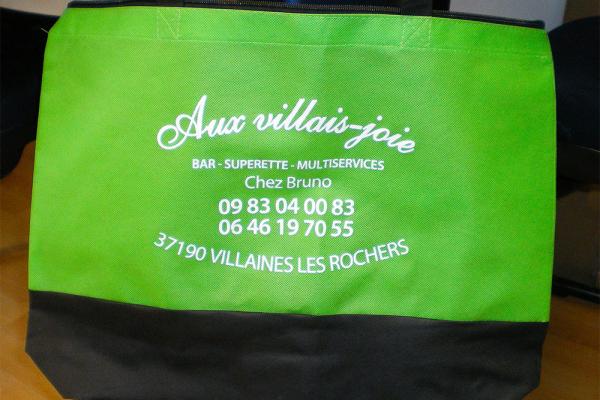 Aux villais-joie
BAR - SUPERETTE - MULTISERVICES
Chez Bruno
09 83 04 00 83
06 46 19 70 55
37190 VILLAINES LES ROCHERS